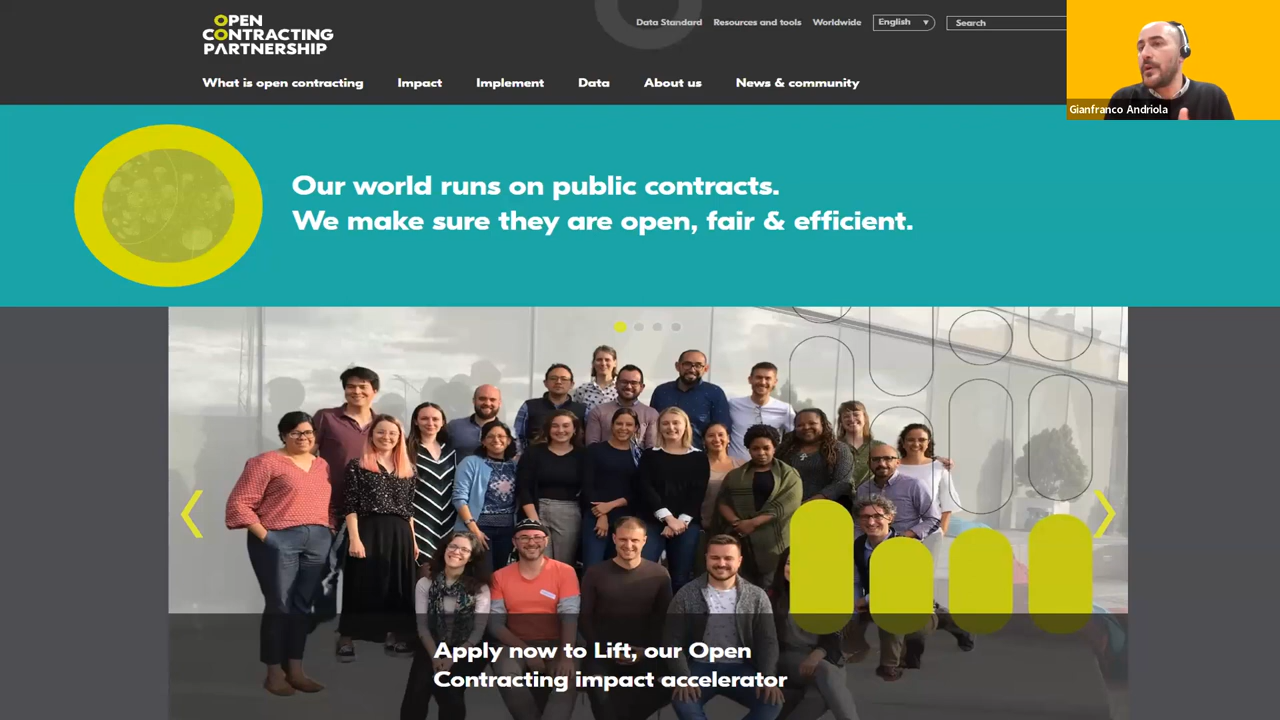 OPEN
CONTRACTING
PARTNERSHIP
Data Standard Resources and tools Worldwide English Search
What is open contracting Impact Implement Data About us News & community
Gianfranco Andriola
Our world runs on public contracts.
We make sure they are open, fair & efficient.
Apply now to Lift, our Open
Contracting impact accelerator